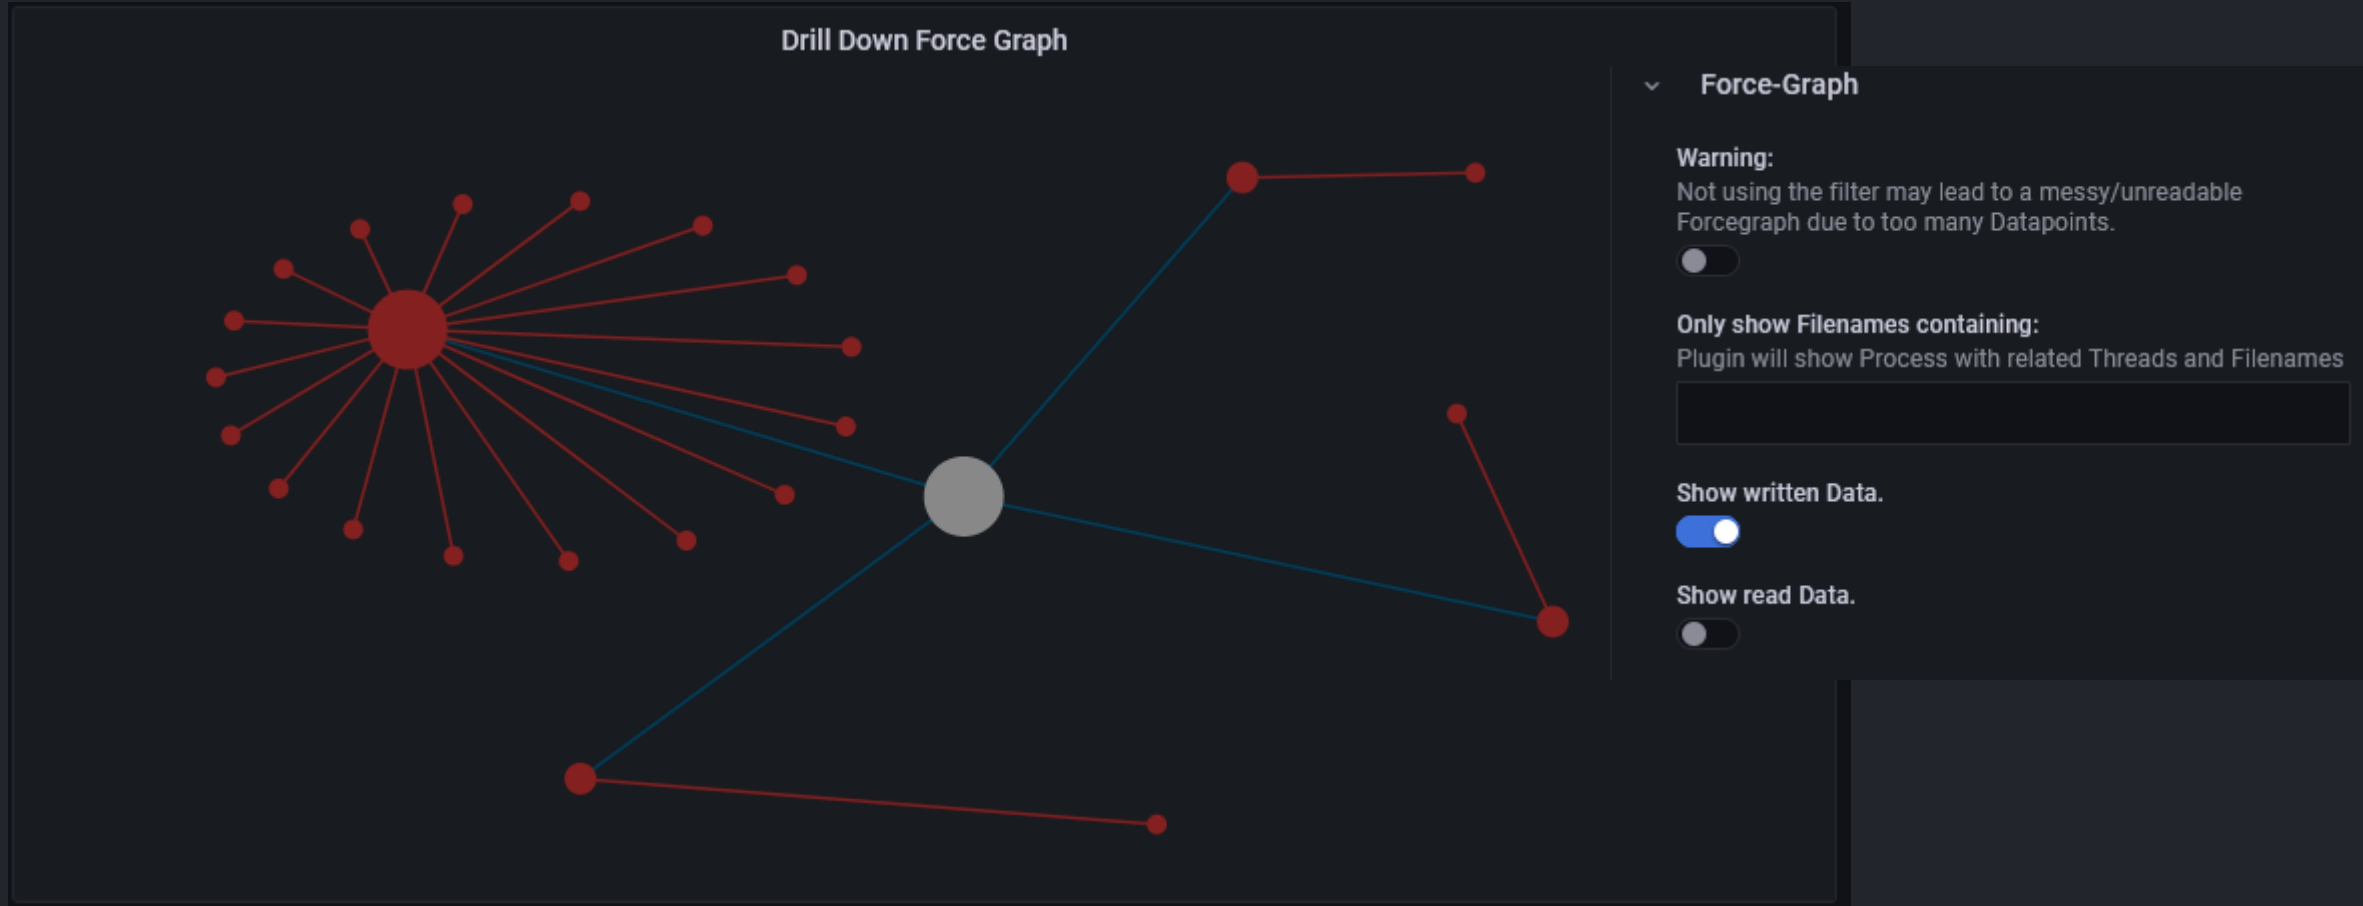 Drill Down Force Graph
Force-Graph
Warning:
Not using the filter may lead to a messy/unreadable
Forcegraph due to too many Datapoints.
Only show Filenames containing:
Plugin will show Process with related Threads and Filenames
Show written Data.
Show read Data.